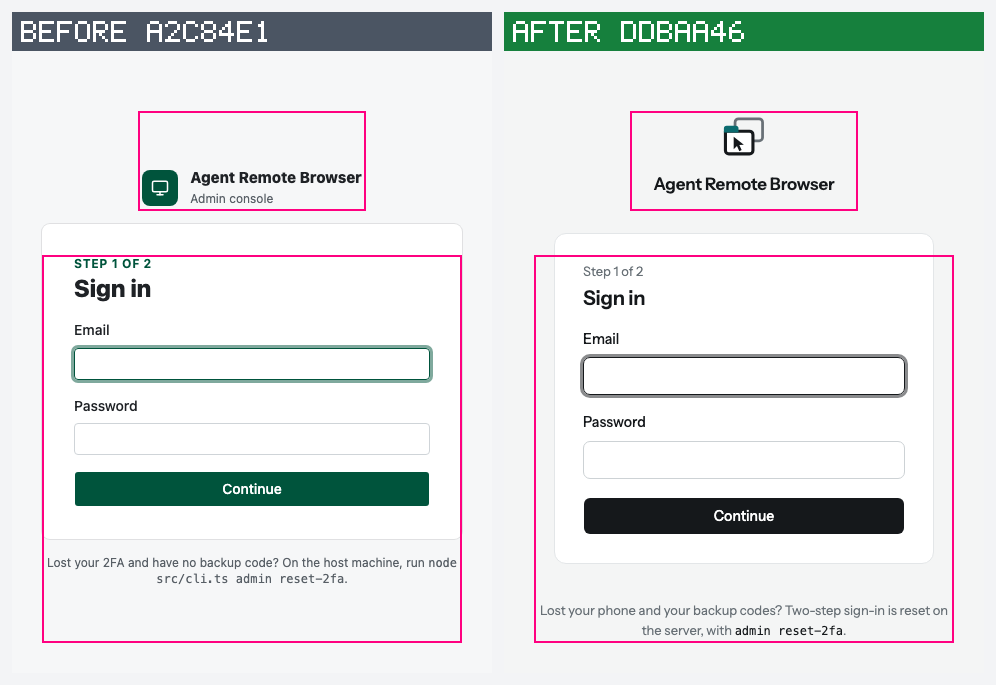 BEFORE A2C84E1
Agent Remote Browser
Admin console
STEP 1 OF 2
Sign in
Email
Password
Continue
Lost your 2FA and have no backup code? On the host machine, run node
src/cli.ts admin reset-2fa.
AFTER DDBAA46
Agent Remote Browser
Step 1 of 2
Sign in
Email
Password
Continue
Lost your phone and your backup codes? Two-step sign-in is reset on
the server, with admin reset-2fa.